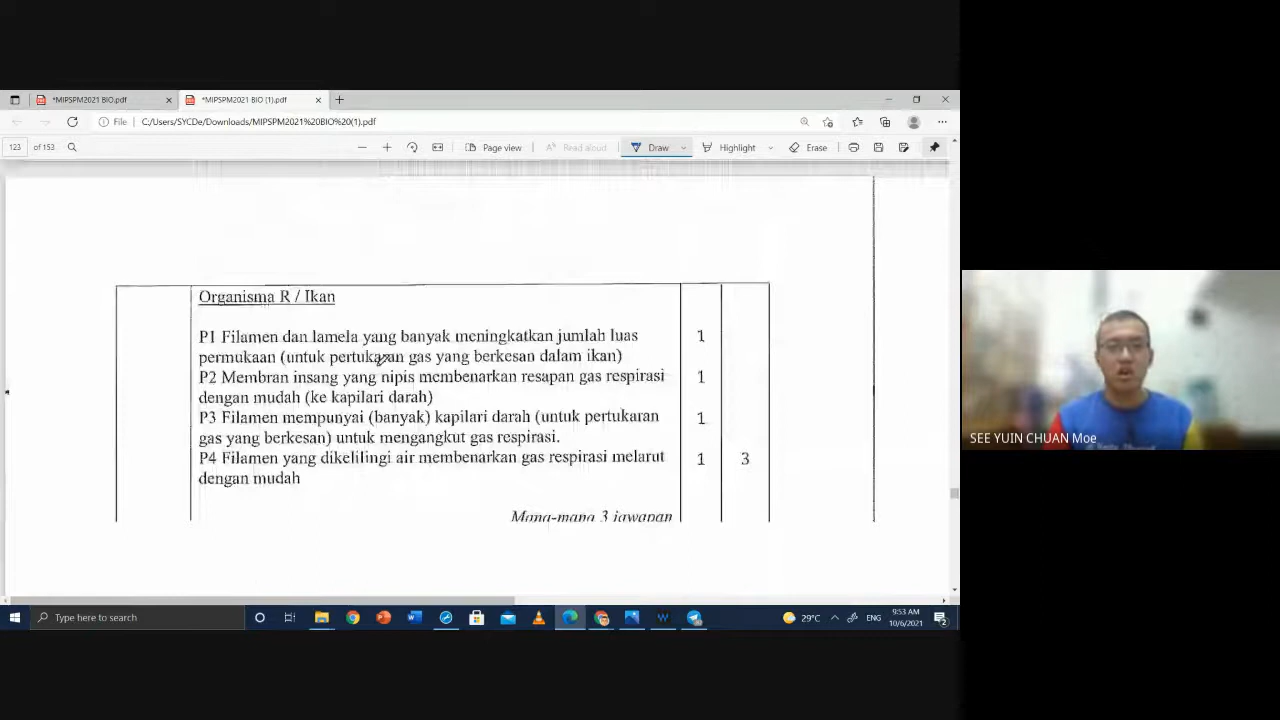 *MIPSPM2021 BIO.pdf
*MIPSPM2021 BIO (1).pdf
File
C:/Users/SYCDe/Downloads/MIPSPM2021%20BIO%20(1).pdf
123 of 153
Page view
Read aloud
Draw
Highlight
Erase
Organisma R / Ikan
P1 Filamen dan lamela yang banyak meningkatkan jumlah luas 1
permukaan (untuk pertukaran gas yang berkesan dalam ikan)
P2 Membran insang yang nipis membenarkan resapan gas respirasi 1
dengan mudah (ke kapilari darah)
P3 Filamen mempunyai (banyak) kapilari darah (untuk pertukaran 1
gas yang berkesan) untuk mengangkut gas respirasi.
P4 Filamen yang dikelilingi air membenarkan gas respirasi melarut 1 3
dengan mudah
Mana-mana 3 jawapan
SEE YUIN CHUAN Moe
Type here to search
29°C
ENG
9:53 AM
10/6/2021
2